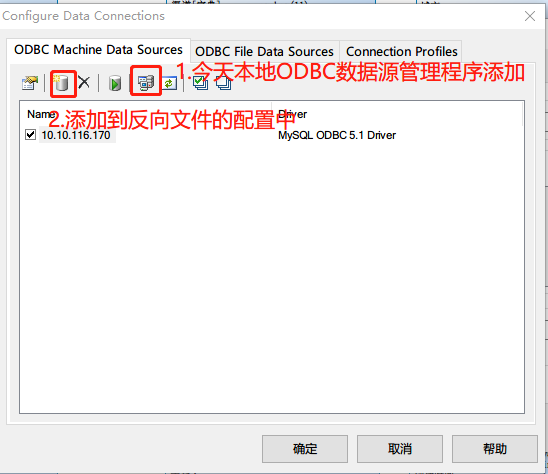 Configure Data Connections
ODBC Machine Data Sources ODBC File Data Sources Connection Profiles
1.今天本地ODBC数据源管理程序添加
2.添加到反向文件的配置中
Name Driver
10.10.116.170 MySQL ODBC 5.1 Driver
确定 取消 帮助